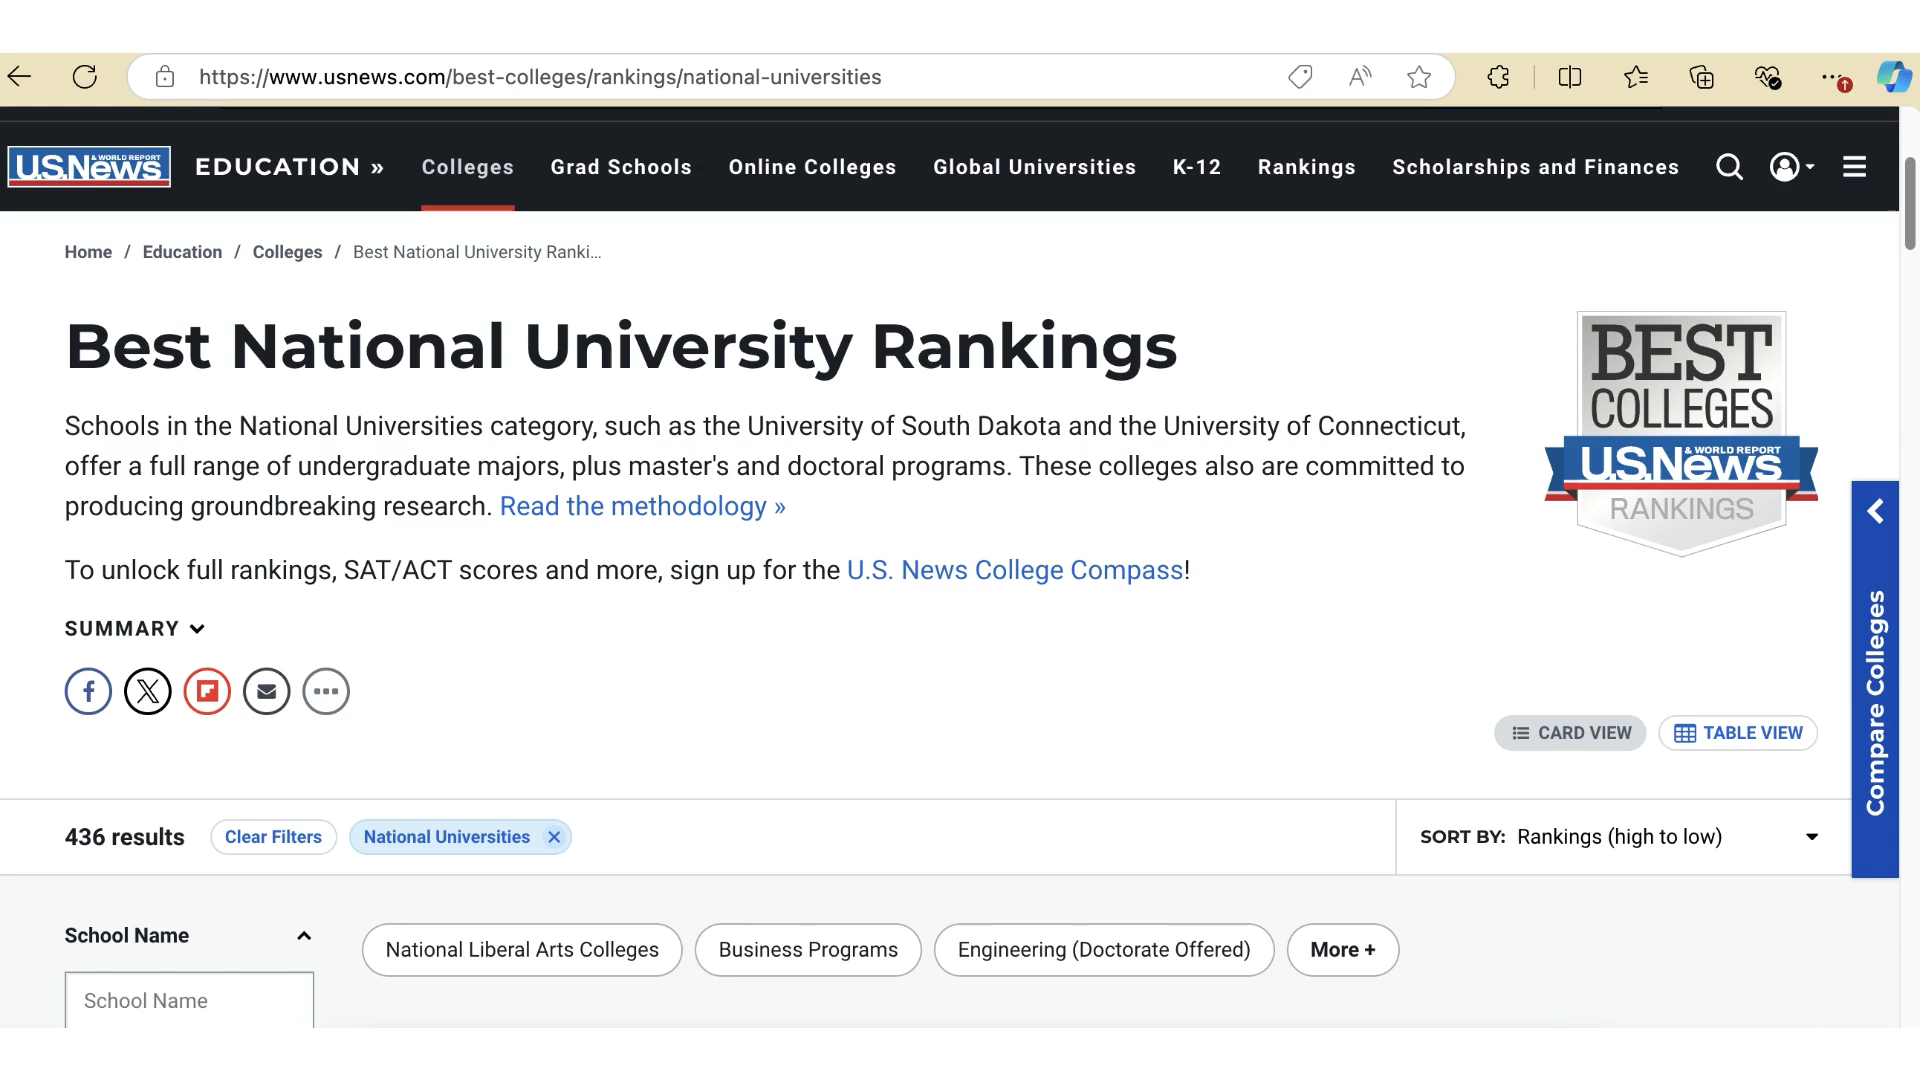 https://www.usnews.com/best-colleges/rankings/national-universities
U.S.News & WORLD REPORT
EDUCATION »
Colleges
Grad Schools
Online Colleges
Global Universities
K-12
Rankings
Scholarships and Finances
Home / Education / Colleges / Best National University Ranki...
Best National University Rankings
Schools in the National Universities category, such as the University of South Dakota and the University of Connecticut,
offer a full range of undergraduate majors, plus master's and doctoral programs. These colleges also are committed to
producing groundbreaking research. Read the methodology »
To unlock full rankings, SAT/ACT scores and more, sign up for the U.S. News College Compass!
SUMMARY
BEST
COLLEGES
U.S.News & WORLD REPORT
RANKINGS
Compare Colleges
CARD VIEW
TABLE VIEW
436 results
Clear Filters
National Universities ×
SORT BY: Rankings (high to low)
School Name
School Name
National Liberal Arts Colleges
Business Programs
Engineering (Doctorate Offered)
More +